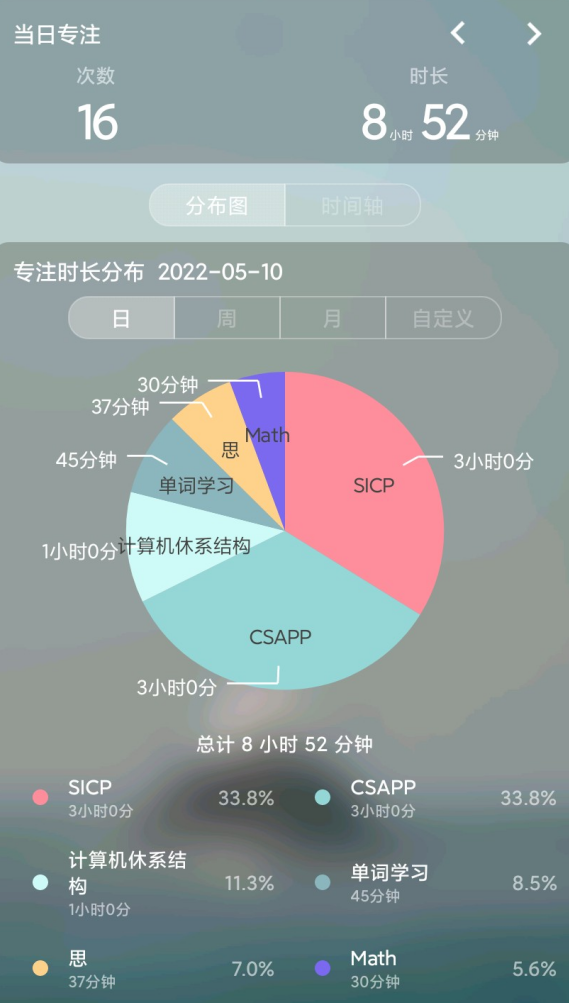 当日专注
次数 时长
16 8小时 52分钟
分布图 时间轴
专注时长分布 2022-05-10
日 周 月 自定义
30分钟
37分钟
Math
思
45分钟
3小时0分
单词学习
SICP
1小时0分
计算机休系结构
CSAPP
3小时0分
总计 8 小时 52 分钟
SICP
3小时0分
33.8%
CSAPP
3小时0分
33.8%
计算机休系结
构
1小时0分
11.3%
单词学习
45分钟
8.5%
思
37分钟
7.0%
Math
30分钟
5.6%